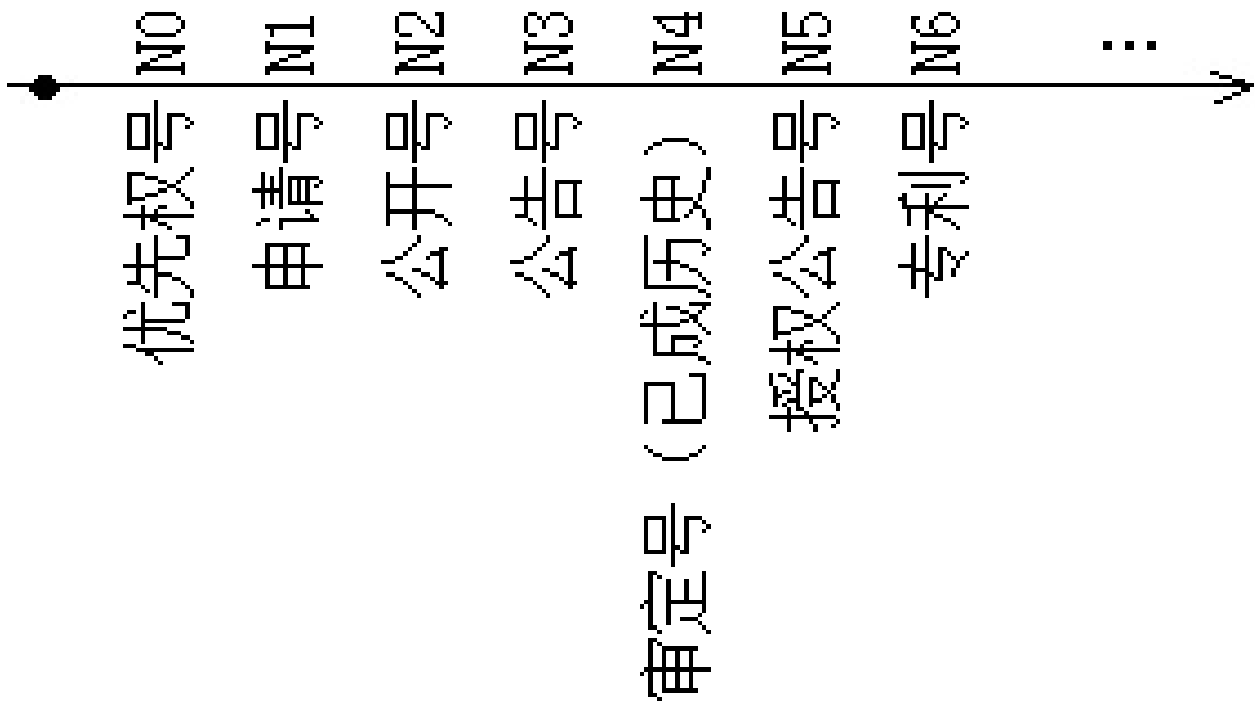 N0 优先权号
N1 申请号
N2 公开号
N3 公告号
N4 审定号（已成历史）
N5 授权公告号
N6 专利号
…